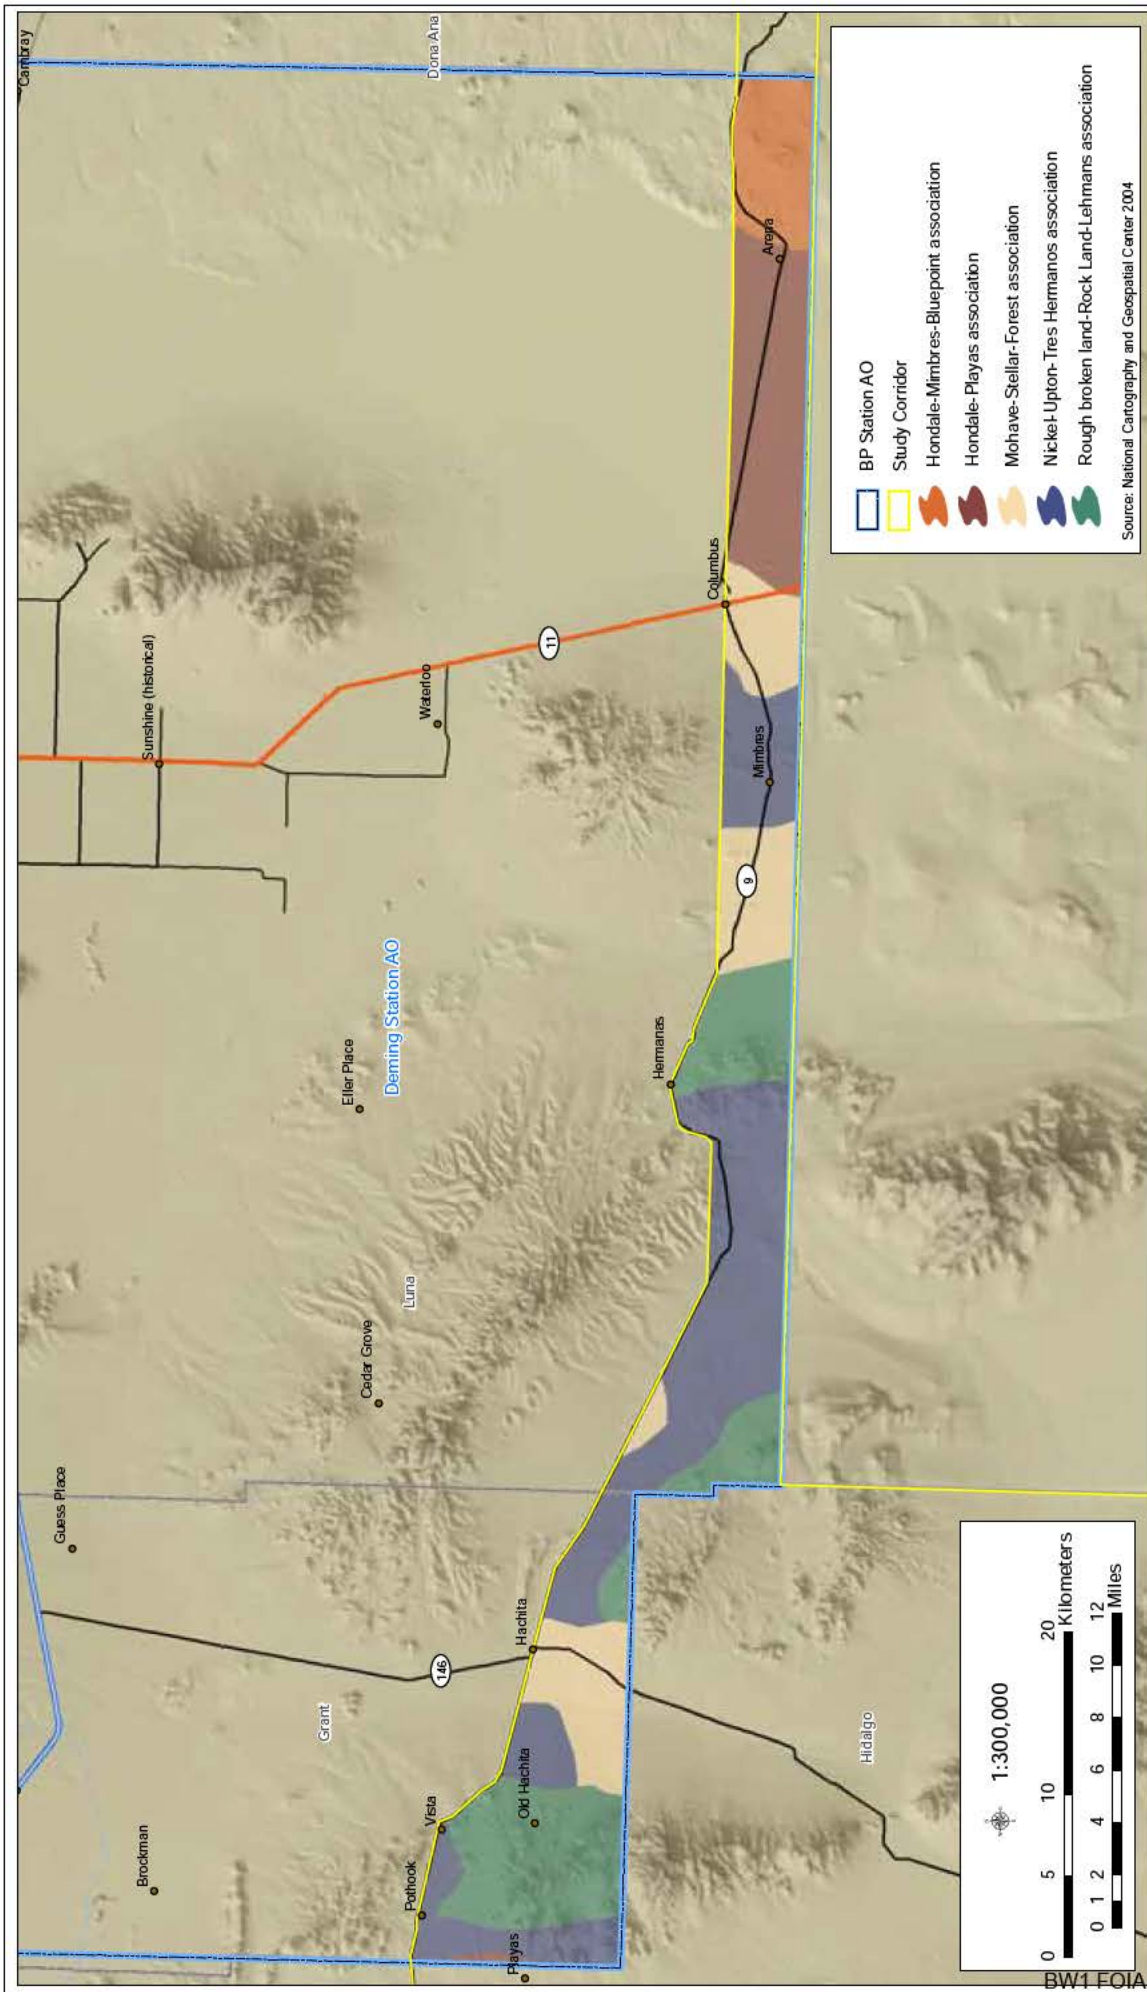 Cambray
Dona Ana
Sunshine (historical)
Waterloo
11
Columbus
Arena
Mimbres
9
Deming Station AO
Eller Place
Hermanas
Luna
Cedar Grove
Guess Place
Hachita
146
Grant
Hidalgo
Old Hachita
Vista
Pothook
Playas
Brockman
BP Station AO
Study Corridor
Hondale-Mimbres-Bluepoint association
Hondale-Playas association
Mohave-Stellar-Forest association
Nickel-Upton-Tres Hermanos association
Rough broken land-Rock Land-Lehmans association
Source: National Cartography and Geospatial Center 2004
1:300,000
0 5 10 20
Kilometers
0 1 2 4 6 8 10 12
Miles
BW1 FOIA